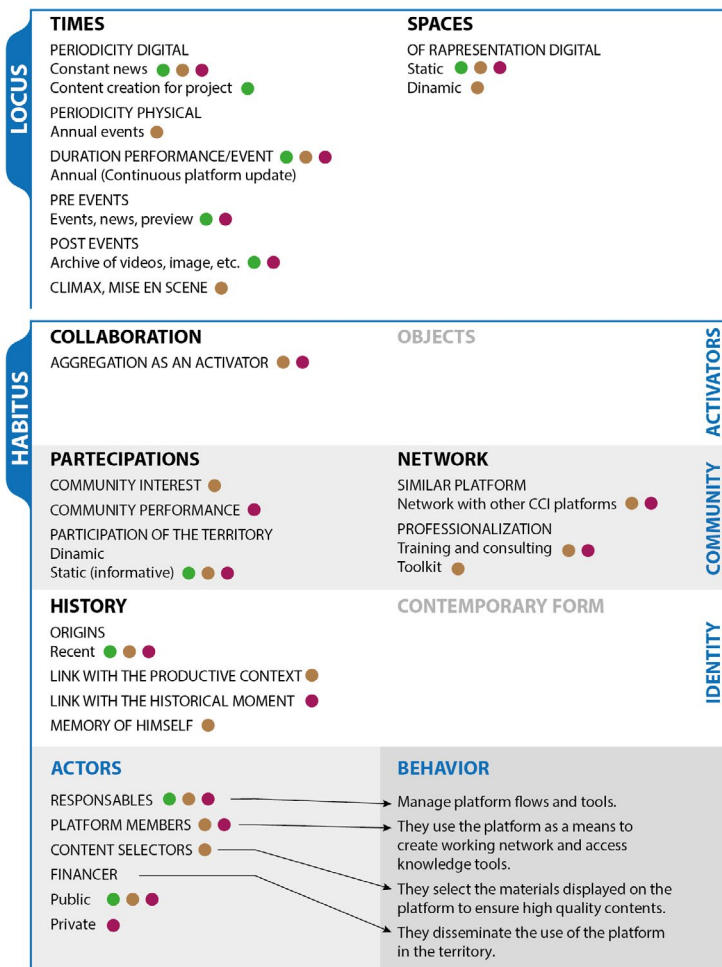 LOCUS
TIMES
PERIODICITY DIGITAL
Constant news
Content creation for project
PERIODICITY PHYSICAL
Annual events
DURATION PERFORMANCE/EVENT
Annual (Continuous platform update)
PRE EVENTS
Events, news, preview
POST EVENTS
Archive of videos, image, etc.
CLIMAX, MISE EN SCENE
SPACES
OF RAPRESENTATION DIGITAL
Static
Dinamic
HABITUS
COLLABORATION
AGGREGATION AS AN ACTIVATOR
OBJECTS
ACTIVATORS
PARTECIPATIONS
COMMUNITY INTEREST
COMMUNITY PERFORMANCE
PARTICIPATION OF THE TERRITORY
Dinamic
Static (informative)
NETWORK
SIMILAR PLATFORM
Network with other CCI platforms
PROFESSIONALIZATION
Training and consulting
Toolkit
COMMUNITY
HISTORY
ORIGINS
Recent
LINK WITH THE PRODUCTIVE CONTEXT
LINK WITH THE HISTORICAL MOMENT
MEMORY OF HIMSELF
CONTEMPORARY FORM
IDENTITY
ACTORS
RESPONSABLES
PLATFORM MEMBERS
CONTENT SELECTORS
FINANCER
Public
Private
BEHAVIOR
Manage platform flows and tools.
They use the platform as a means to
create working network and access
knowledge tools.
They select the materials displayed on the
platform to ensure high quality contents.
They disseminate the use of the platform
in the territory.